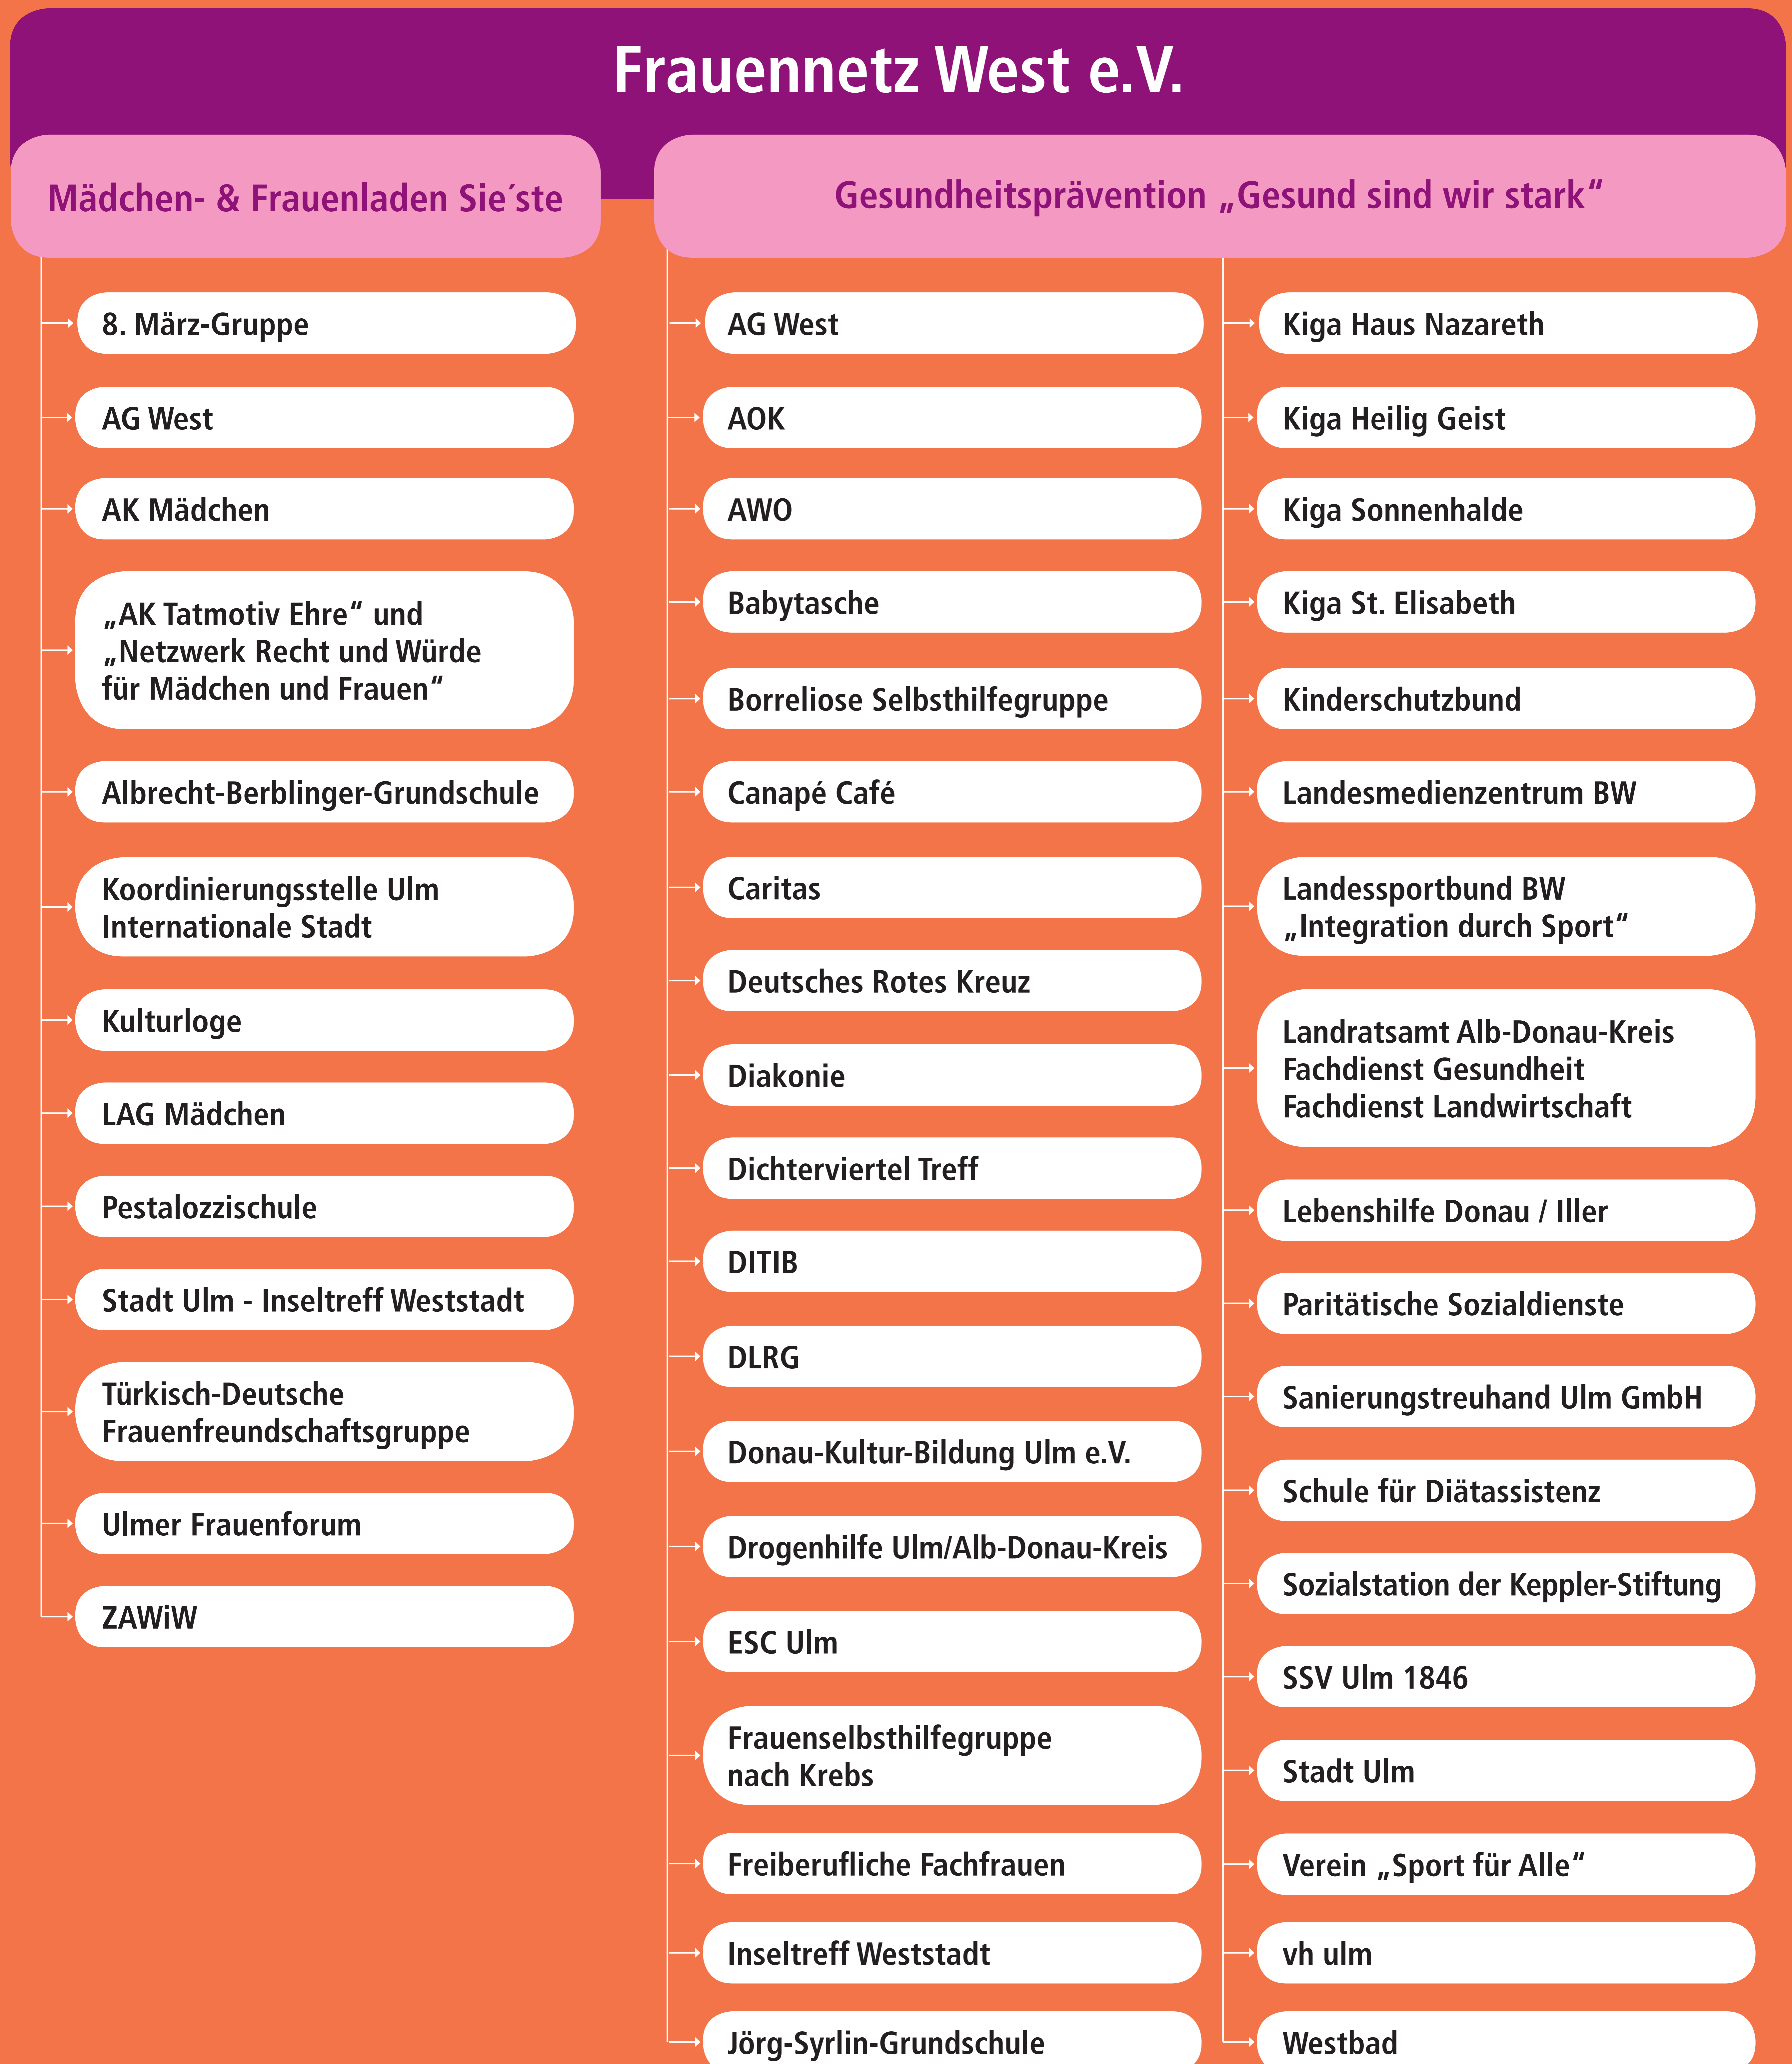 Frauennetz West e.V.
Mädchen- & Frauenladen Sie´ste
8. März-Gruppe
AG West
AK Mädchen
„AK Tatmotiv Ehre“ und
„Netzwerk Recht und Würde
für Mädchen und Frauen“
Albrecht-Berblinger-Grundschule
Koordinierungsstelle Ulm
Internationale Stadt
Kulturloge
LAG Mädchen
Pestalozzischule
Stadt Ulm - Inseltreff Weststadt
Türkisch-Deutsche
Frauenfreundschaftsgruppe
Ulmer Frauenforum
ZAWiW
Gesundheitsprävention „Gesund sind wir stark“
AG West
AOK
AWO
Babytasche
Borreliose Selbsthilfegruppe
Canapé Café
Caritas
Deutsches Rotes Kreuz
Diakonie
Dichterviertel Treff
DITIB
DLRG
Donau-Kultur-Bildung Ulm e.V.
Drogenhilfe Ulm/Alb-Donau-Kreis
ESC Ulm
Frauenselbsthilfegruppe
nach Krebs
Freiberufliche Fachfrauen
Inseltreff Weststadt
Jörg-Syrlin-Grundschule
Kiga Haus Nazareth
Kiga Heilig Geist
Kiga Sonnenhalde
Kiga St. Elisabeth
Kinderschutzbund
Landesmedienzentrum BW
Landessportbund BW
„Integration durch Sport“
Landratsamt Alb-Donau-Kreis
Fachdienst Gesundheit
Fachdienst Landwirtschaft
Lebenshilfe Donau / Iller
Paritätische Sozialdienste
Sanierungstreuhand Ulm GmbH
Schule für Diätassistenz
Sozialstation der Keppler-Stiftung
SSV Ulm 1846
Stadt Ulm
Verein „Sport für Alle“
vh ulm
Westbad